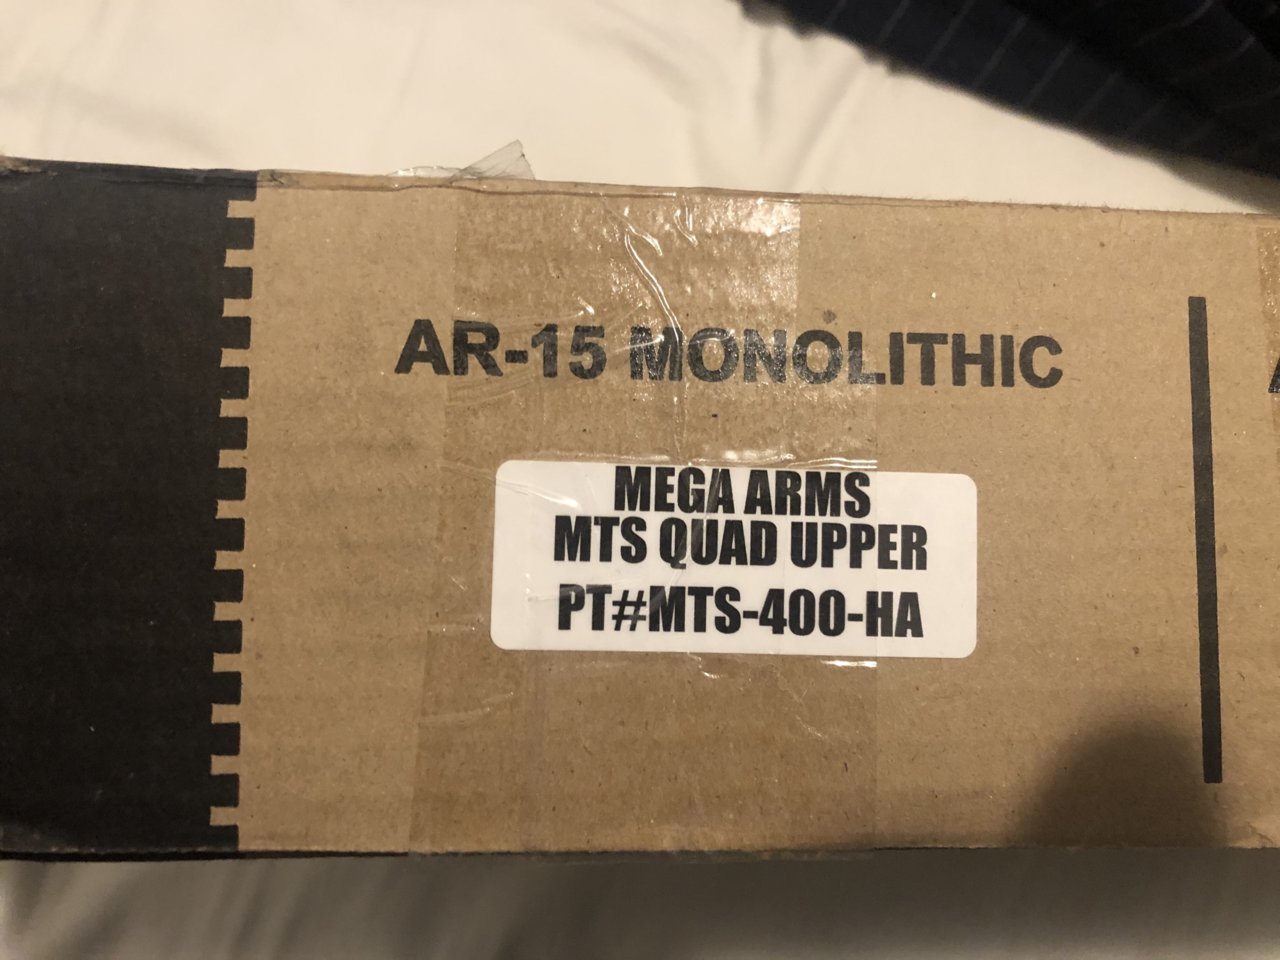 AR-15 MONOLITHIC
MEGA ARMS
MTS QUAD UPPER
PT#MTS-400-HA